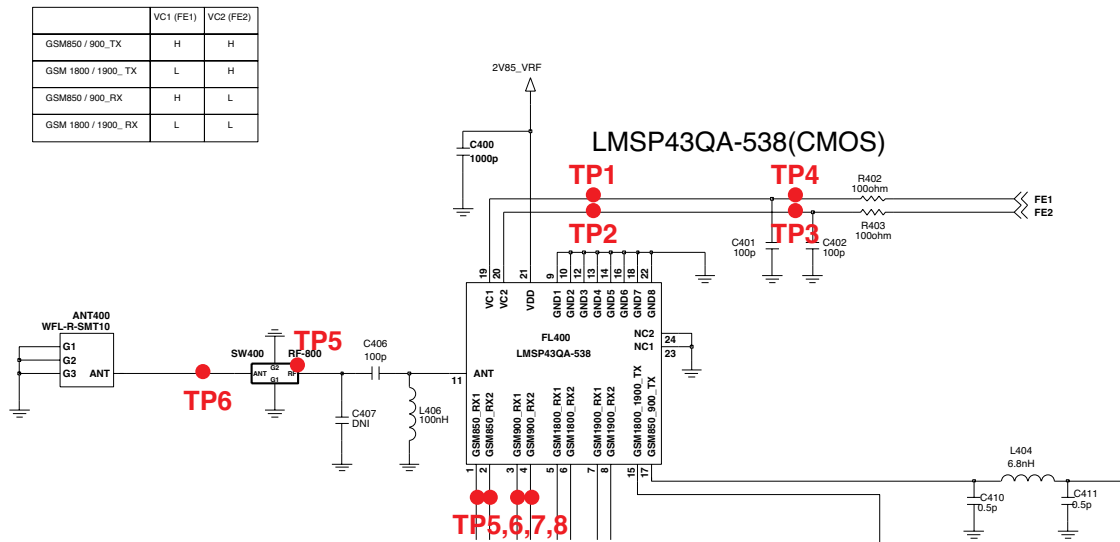 VC1 (FE1) VC2 (FE2)
GSM850 / 900_TX H H
GSM 1800 / 1900_ TX L H
GSM850 / 900_RX H L
GSM 1800 / 1900_ RX L L
2V85_VRF
C400
1000p
LMSP43QA-538(CMOS)
TP1
TP4
R402
100ohm
FE1
FE2
TP2
TP3
R403
100ohm
C401
100p
C402
100p
19 20 21 9 10 12 13 14 16 18 22
VC1 VC2 VDD GND1 GND2 GND3 GND4 GND5 GND6 GND7 GND8
ANT400
WFL-R-SMT10
G1
G2
G3 ANT
TP6
SW400 RF-800
TP5
ANT G2 G1 RF
C406
100p
C407
DNI
L406
100nH
11 ANT
FL400
LMSP43QA-538
NC2 24
NC1 23
GSM850_RX1 GSM850_RX2 GSM900_RX1 GSM900_RX2 GSM1800_RX1 GSM1800_RX2 GSM1900_RX1 GSM1900_RX2 GSM1800_1900_TX GSM850_900_TX
1 2 3 4 5 6 7 8 15 17
TP5,6,7,8
L404
6.8nH
C410
0.5p
C411
0.5p